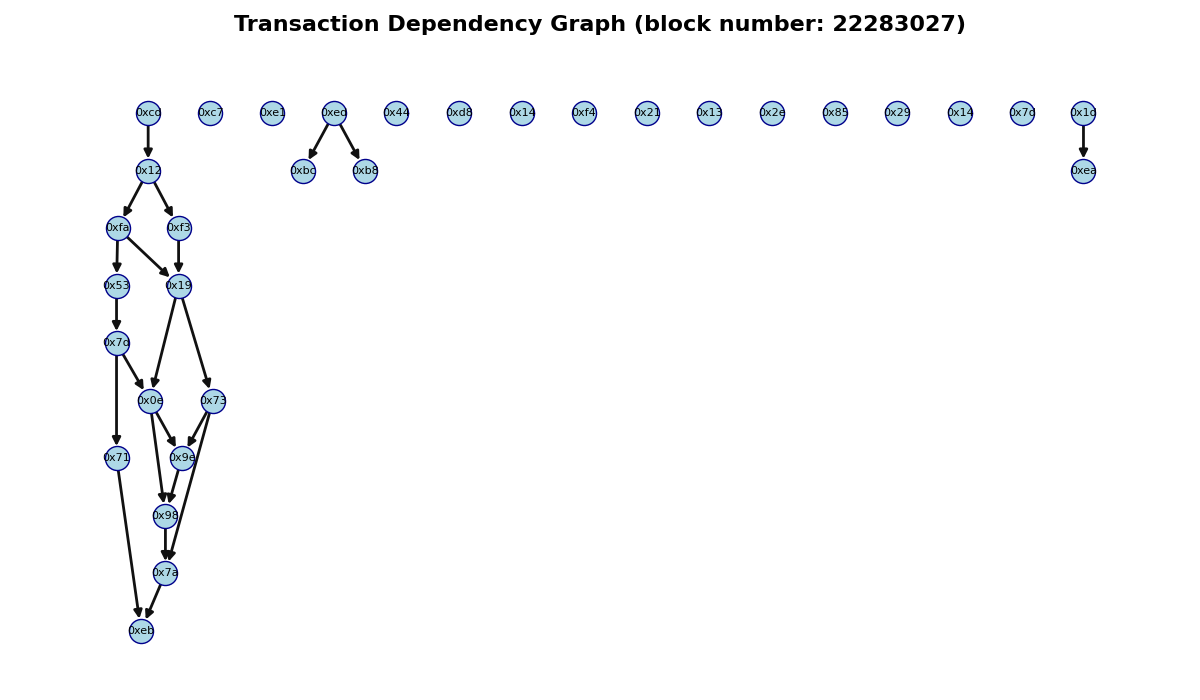 Transaction Dependency Graph (block number: 22283027)
0xcd 0xc7 0xe1 0xed 0x44 0xd8 0x14 0xf4 0x21 0x13 0x2e 0x85 0x29 0x14 0x7d 0x1d
0x12 0xbc 0xb8 0xea
0xfa 0xf3
0x53 0x19
0x7d
0x0e 0x73
0x71 0x9e
0x98
0x7a
0xeb